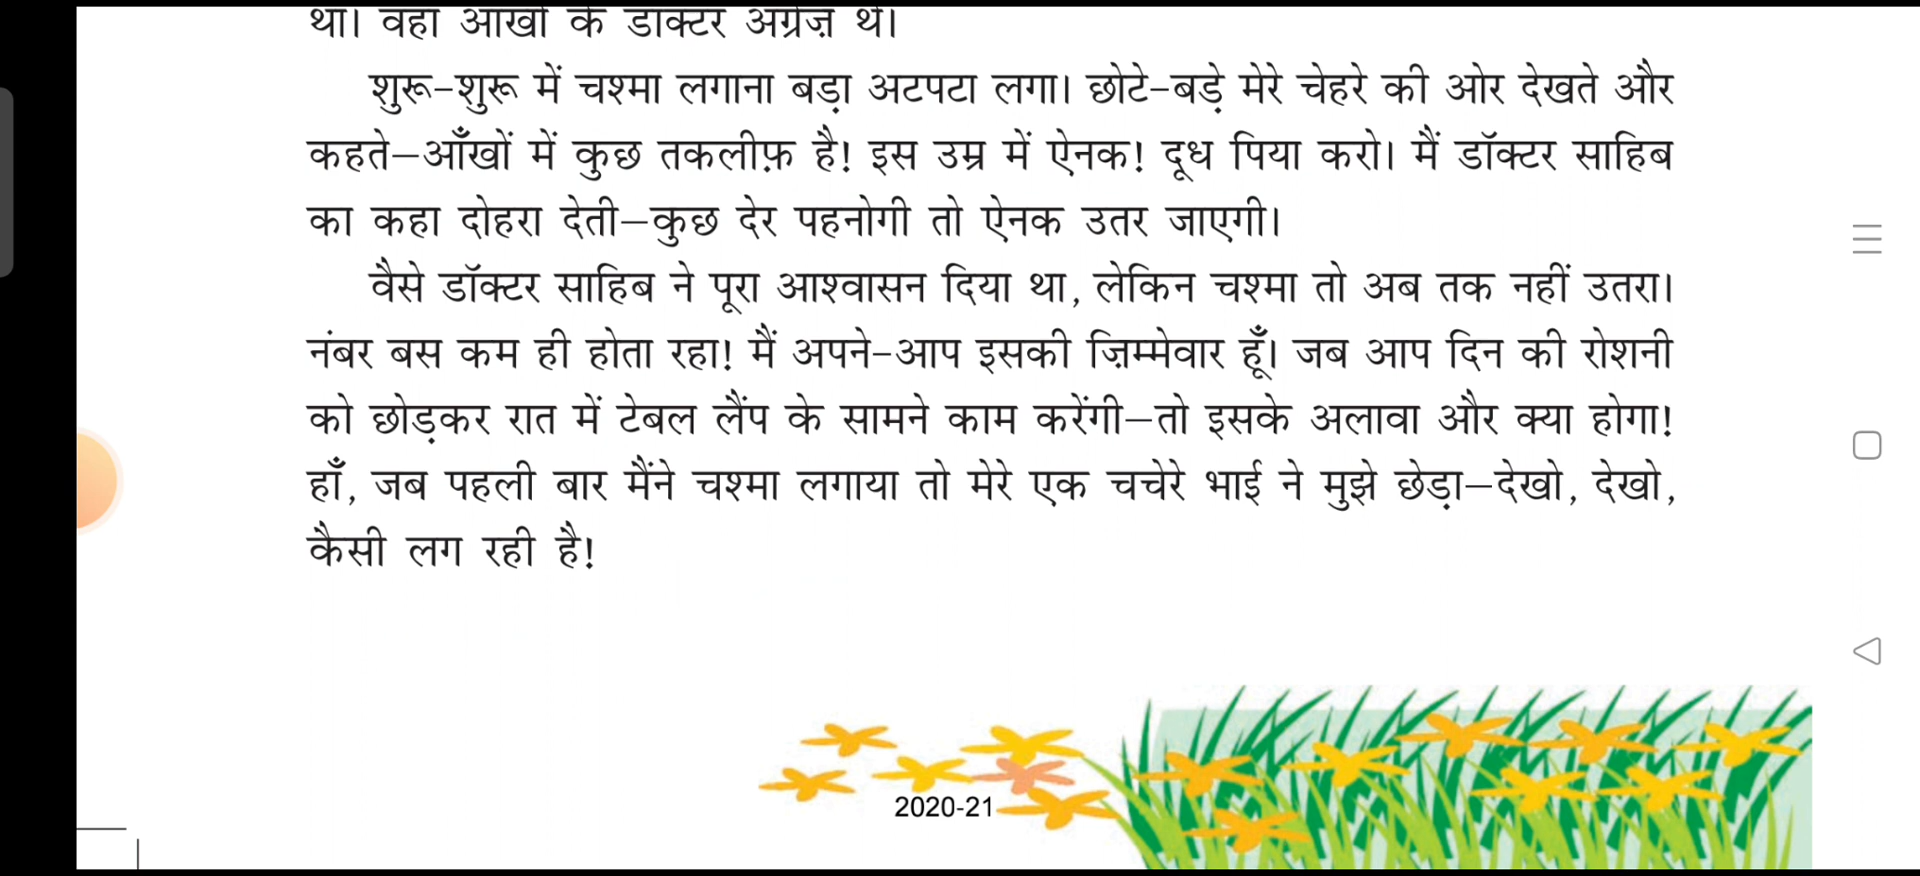 था। वहाँ आँखों के डॉक्टर अंग्रेज़ थे।
शुरू-शुरू में चश्मा लगाना बड़ा अटपटा लगा। छोटे-बड़े मेरे चेहरे की ओर देखते और
कहते—आँखों में कुछ तकलीफ़ है! इस उम्र में ऐनक! दूध पिया करो। मैं डॉक्टर साहिब
का कहा दोहरा देती—कुछ देर पहनोगी तो ऐनक उतर जाएगी।
वैसे डॉक्टर साहिब ने पूरा आश्वासन दिया था, लेकिन चश्मा तो अब तक नहीं उतरा।
नंबर बस कम ही होता रहा! मैं अपने-आप इसकी ज़िम्मेवार हूँ। जब आप दिन की रोशनी
को छोड़कर रात में टेबल लैंप के सामने काम करेंगी—तो इसके अलावा और क्या होगा!
हाँ, जब पहली बार मैंने चश्मा लगाया तो मेरे एक चचेरे भाई ने मुझे छेड़ा—देखो, देखो,
कैसी लग रही है!
2020-21